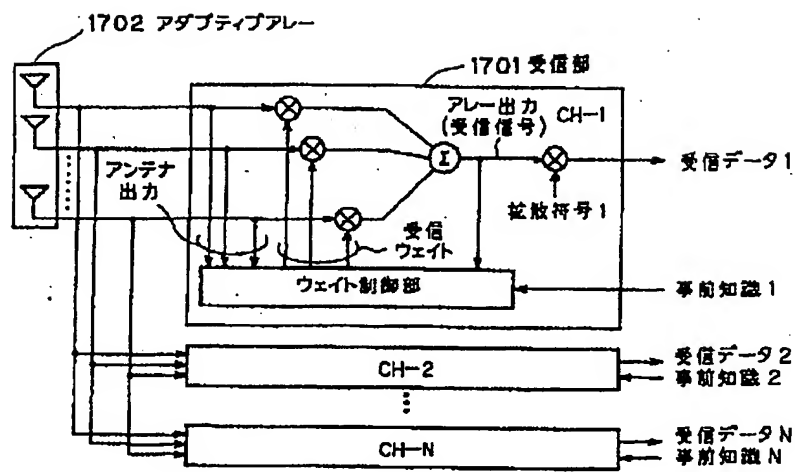 1702 アダプティブアレー
1701 受信部
アレー出力
(受信信号)
CH-1
Σ
受信データ1
アンテナ
出力
拡散符号1
受信
ウェイト
ウェイト制御部
事前知識1
CH-2
受信データ2
事前知識2
CH-N
受信データN
事前知識N